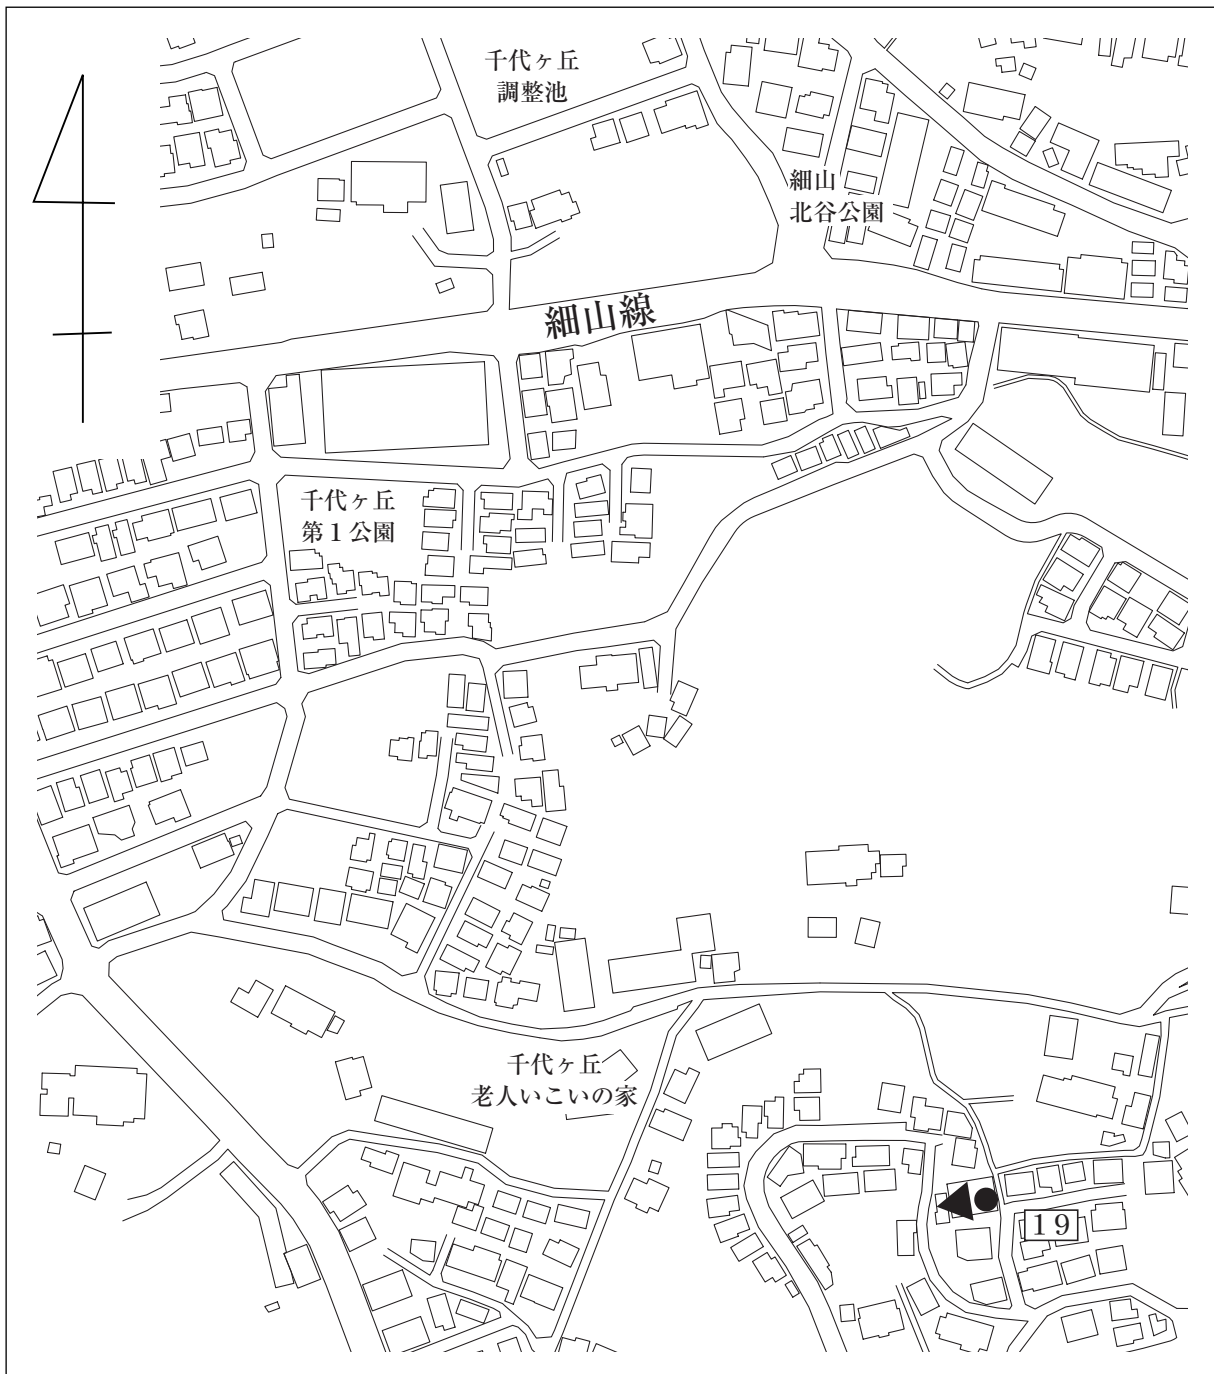 千代ヶ丘
調整池
細山
北谷公園
細山線
千代ヶ丘
第１公園
千代ヶ丘
老人いこいの家
１９